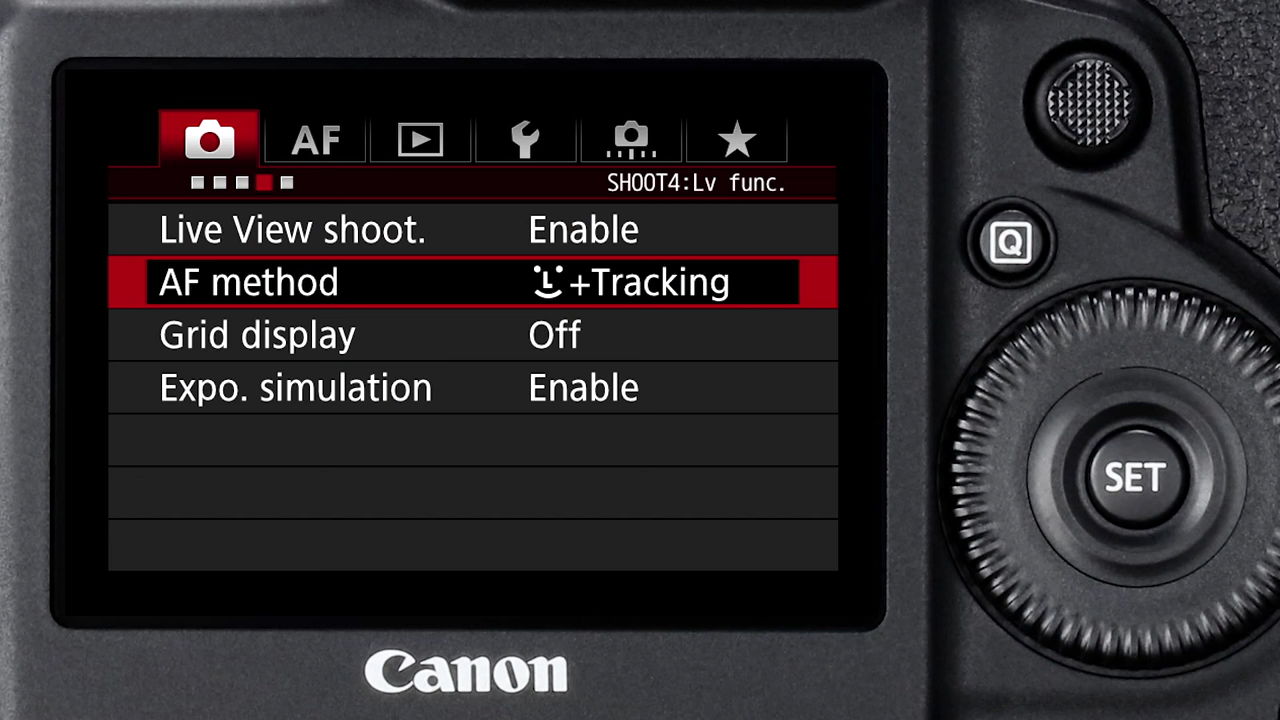 AF
SHOOT4:Lv func.
Live View shoot. Enable
AF method +Tracking
Grid display Off
Expo. simulation Enable
Q
SET
Canon